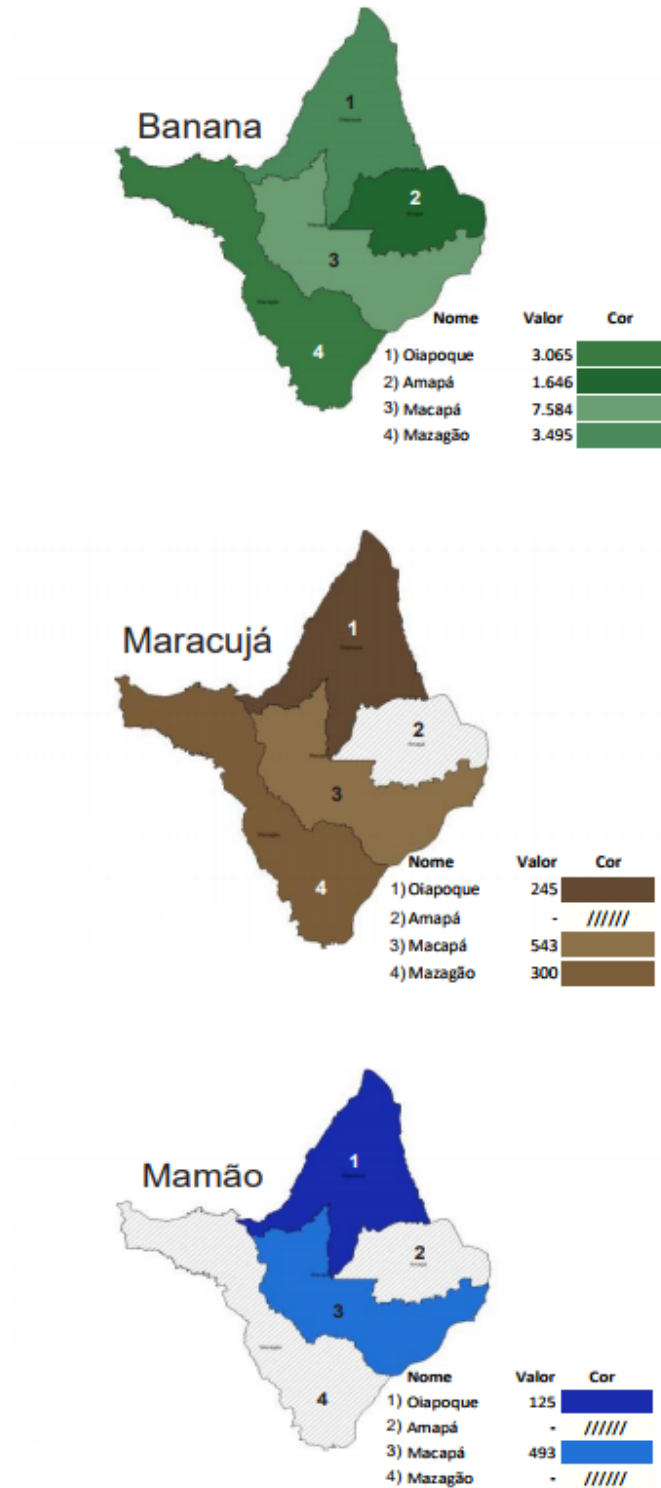 Banana
1
2
3
4
Nome Valor Cor
1) Oiapoque 3.065
2) Amapá 1.646
3) Macapá 7.584
4) Mazagão 3.495
Maracujá
1
2
3
4
Nome Valor Cor
1) Oiapoque 245
2) Amapá - //////
3) Macapá 543
4) Mazagão 300
Mamão
1
2
3
4
Nome Valor Cor
1) Oiapoque 125
2) Amapá - //////
3) Macapá 493
4) Mazagão - //////